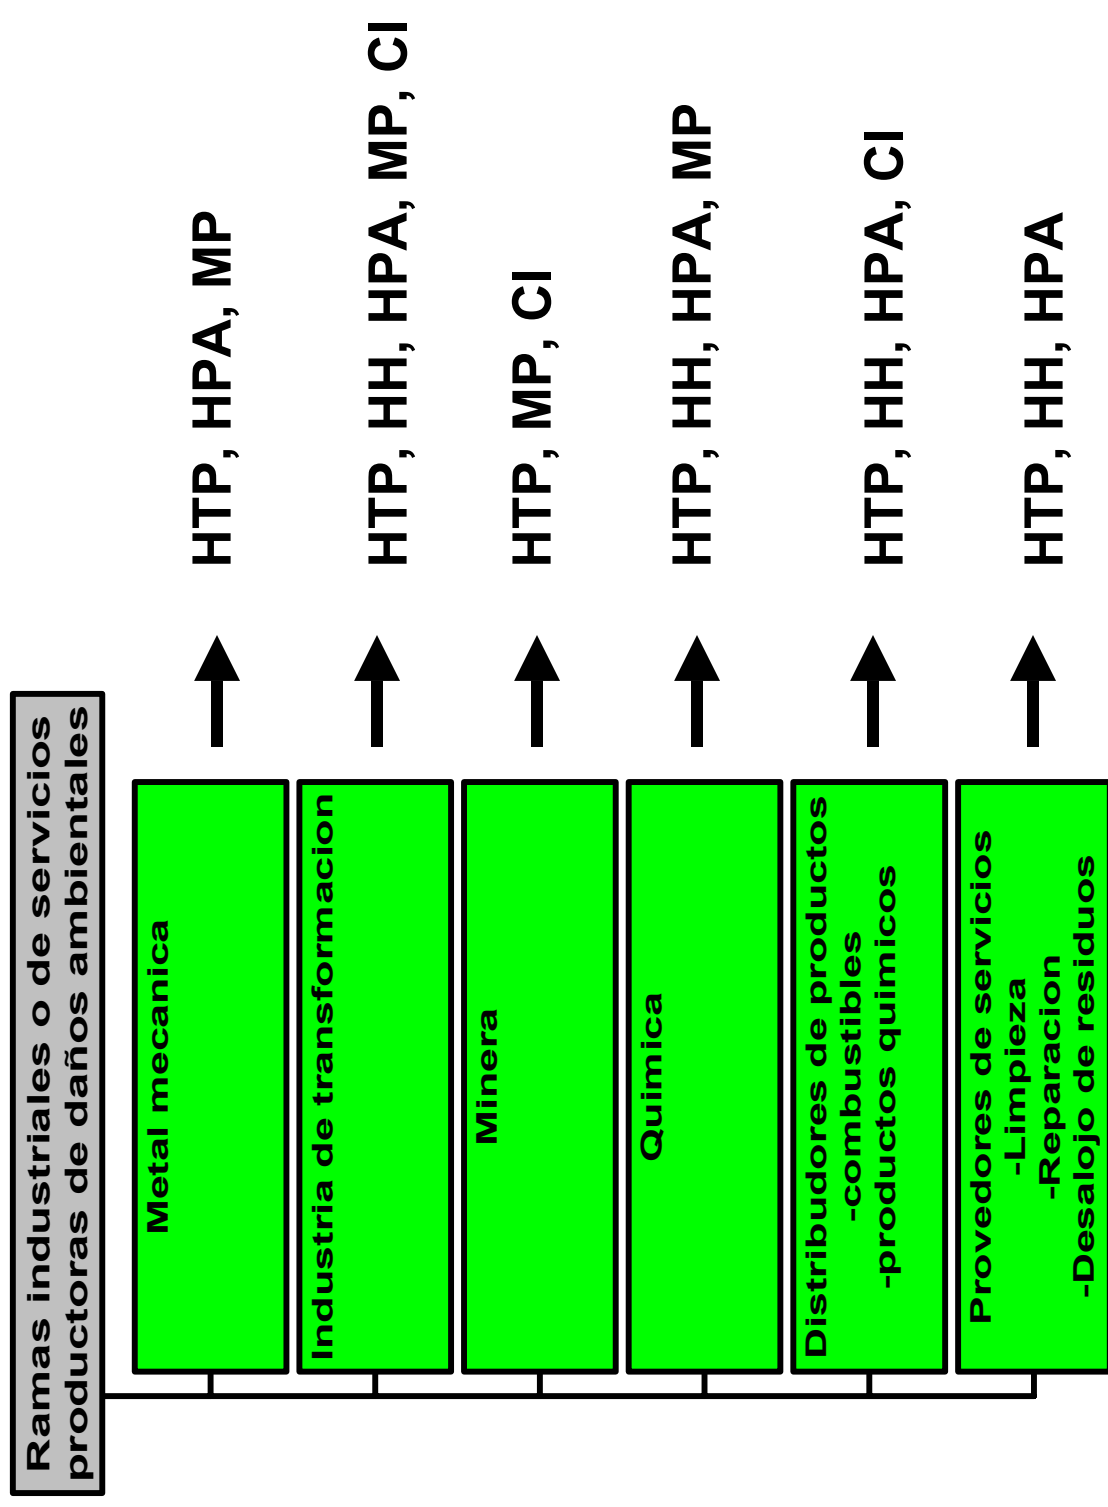 Ramas industriales o de servicios
productoras de daños ambientales
Metal mecanica
HTP, HPA, MP
Industria de transformacion
HTP, HH, HPA, MP, CI
Minera
HTP, MP, CI
Quimica
HTP, HH, HPA, MP
Distribudores de productos
-combustibles
-productos quimicos
HTP, HH, HPA, CI
Provedores de servicios
-Limpieza
-Reparacion
-Desalojo de residuos
HTP, HH, HPA